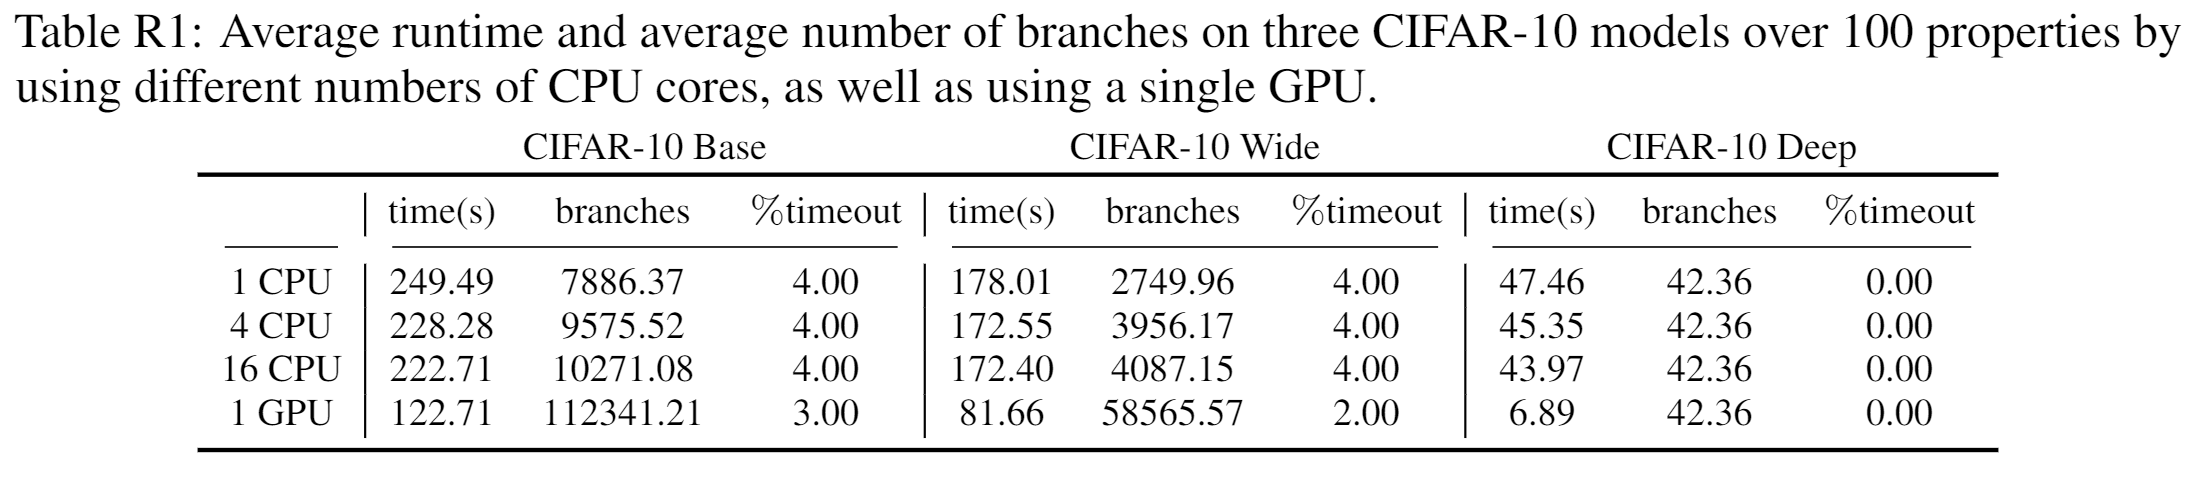 Table R1: Average runtime and average number of branches on three CIFAR-10 models over 100 properties by
using different numbers of CPU cores, as well as using a single GPU.
CIFAR-10 Base CIFAR-10 Wide CIFAR-10 Deep
time(s) branches %timeout time(s) branches %timeout time(s) branches %timeout
1 CPU 249.49 7886.37 4.00 178.01 2749.96 4.00 47.46 42.36 0.00
4 CPU 228.28 9575.52 4.00 172.55 3956.17 4.00 45.35 42.36 0.00
16 CPU 222.71 10271.08 4.00 172.40 4087.15 4.00 43.97 42.36 0.00
1 GPU 122.71 112341.21 3.00 81.66 58565.57 2.00 6.89 42.36 0.00